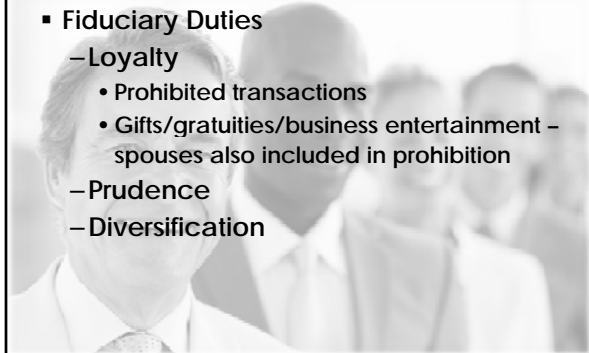 ▪ Fiduciary Duties
–Loyalty
• Prohibited transactions
• Gifts/gratuities/business entertainment –
spouses also included in prohibition
–Prudence
–Diversification